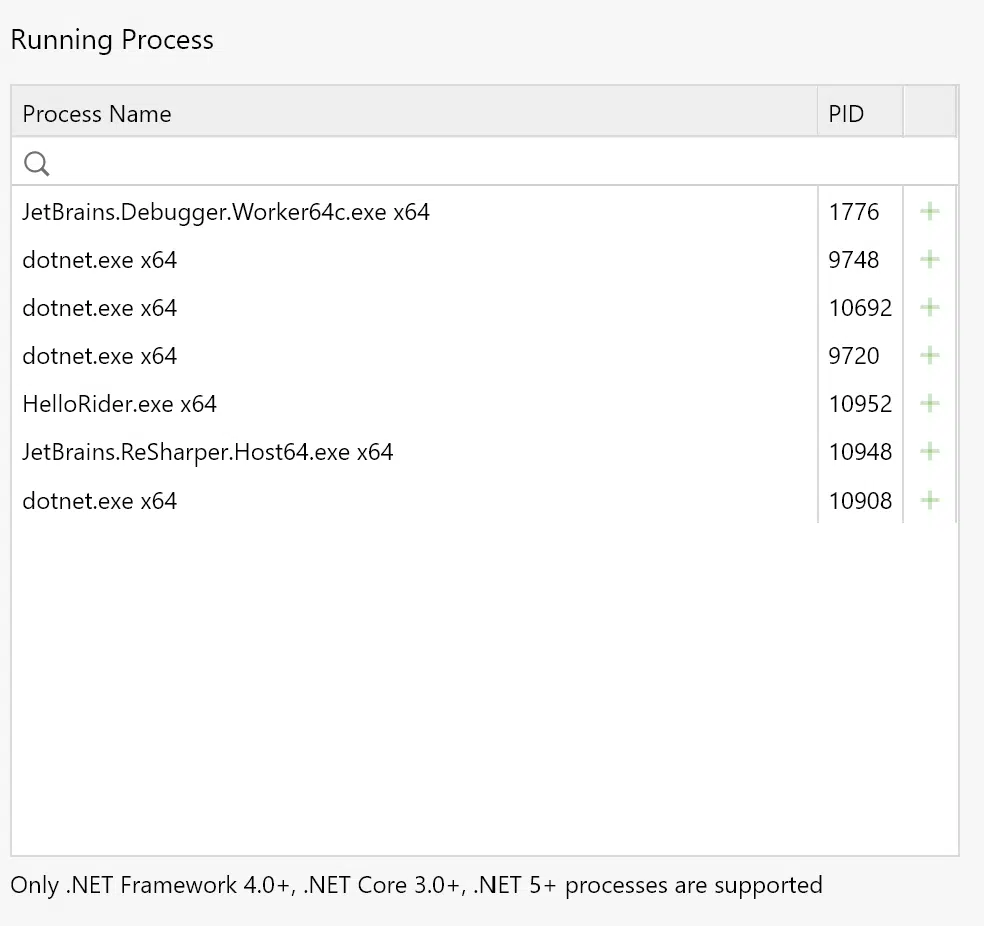 Running Process
Process Name PID
JetBrains.Debugger.Worker64c.exe x64 1776
dotnet.exe x64 9748
dotnet.exe x64 10692
dotnet.exe x64 9720
HelloRider.exe x64 10952
JetBrains.ReSharper.Host64.exe x64 10948
dotnet.exe x64 10908
Only .NET Framework 4.0+, .NET Core 3.0+, .NET 5+ processes are supported